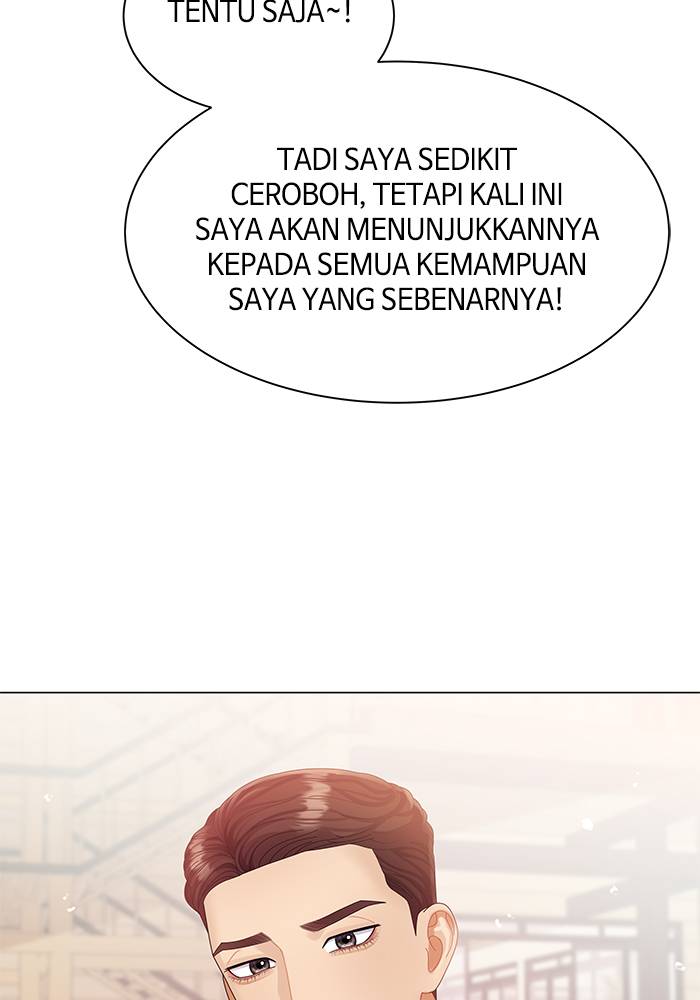 TENTU SAJA~!
TADI SAYA SEDIKIT
CEROBOH, TETAPI KALI INI
SAYA AKAN MENUNJUKKANNYA
KEPADA SEMUA KEMAMPUAN
SAYA YANG SEBENARNYA!